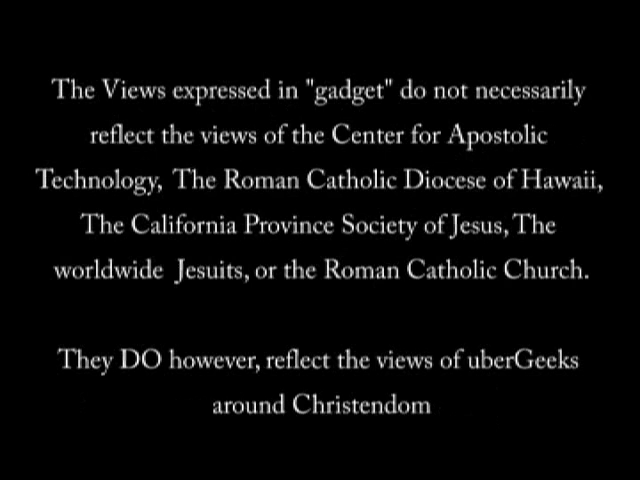 The Views expressed in "gadget" do not necessarily
reflect the views of the Center for Apostolic
Technology, The Roman Catholic Diocese of Hawaii,
The California Province Society of Jesus, The
worldwide Jesuits, or the Roman Catholic Church.
They DO however, reflect the views of uberGeeks
around Christendom